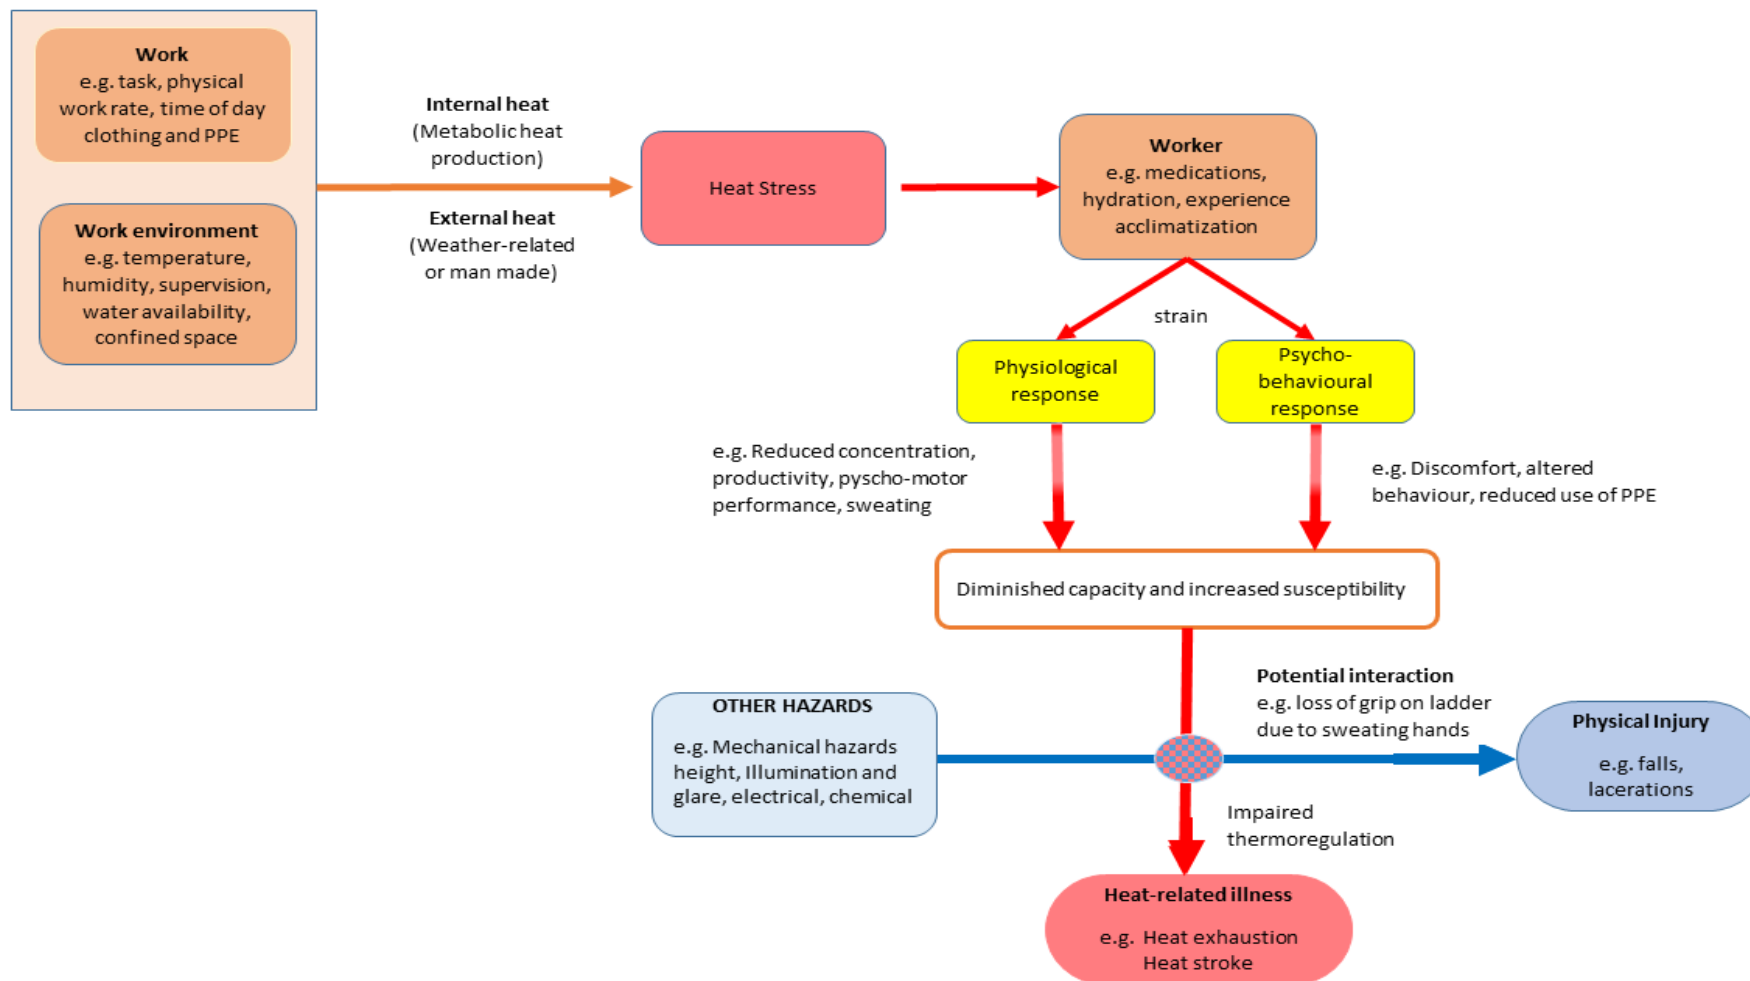 Work
e.g. task, physical
work rate, time of day
clothing and PPE
Work environment
e.g. temperature,
humidity, supervision,
water availability,
confined space
Internal heat
(Metabolic heat
production)
External heat
(Weather-related
or man made)
Heat Stress
Worker
e.g. medications,
hydration, experience
acclimatization
strain
Physiological
response
Psycho-
behavioural
response
e.g. Reduced concentration,
productivity, pyscho-motor
performance, sweating
e.g. Discomfort, altered
behaviour, reduced use of PPE
Diminished capacity and increased susceptibility
OTHER HAZARDS
e.g. Mechanical hazards
height, Illumination and
glare, electrical, chemical
Potential interaction
e.g. loss of grip on ladder
due to sweating hands
Physical Injury
e.g. falls,
lacerations
Impaired
thermoregulation
Heat-related illness
e.g. Heat exhaustion
Heat stroke